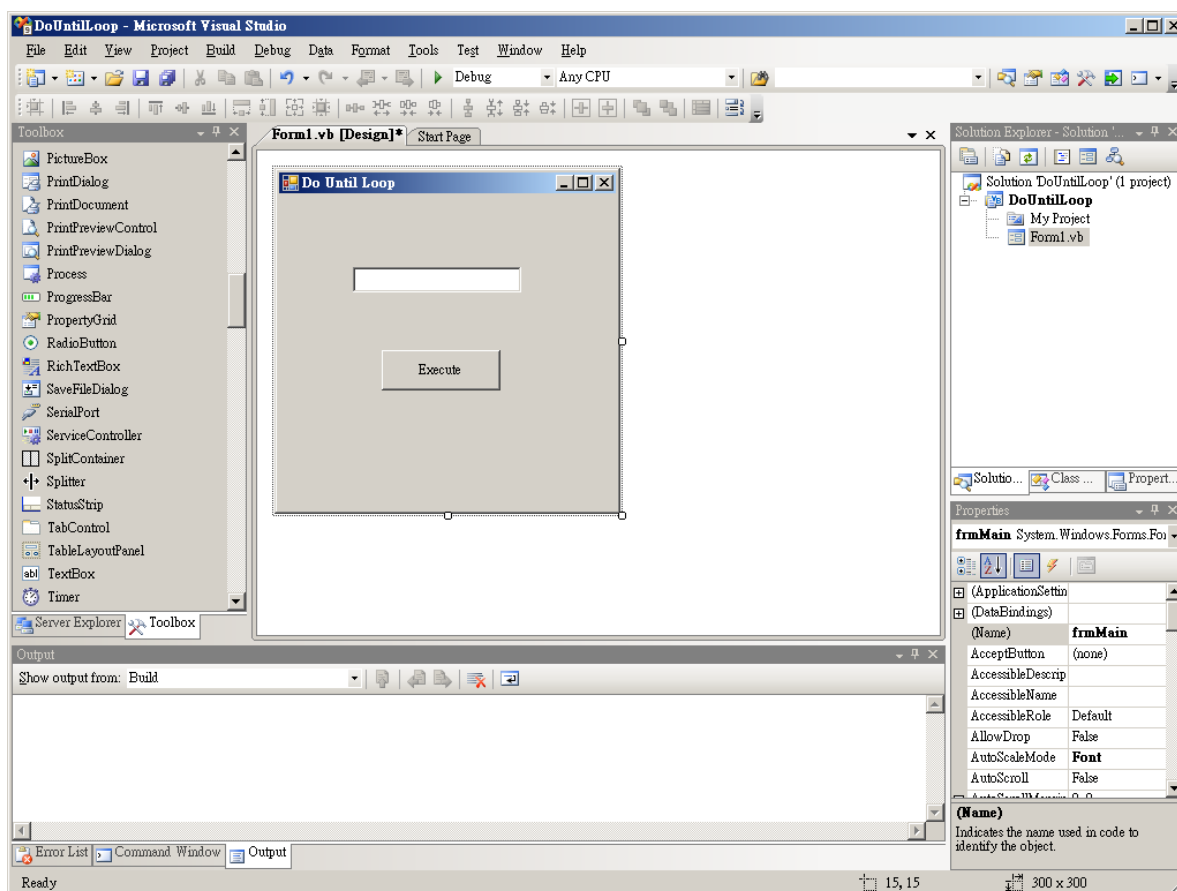 DoUntilLoop - Microsoft Visual Studio
File Edit View Project Build Debug Data Format Tools Test Window Help
Debug Any CPU
Toolbox
PictureBox
PrintDialog
PrintDocument
PrintPreviewControl
PrintPreviewDialog
Process
ProgressBar
PropertyGrid
RadioButton
RichTextBox
SaveFileDialog
SerialPort
ServiceController
SplitContainer
Splitter
StatusStrip
TabControl
TableLayoutPanel
TextBox
Timer
Server Explorer Toolbox
Form1.vb [Design]* Start Page
Do Until Loop
Execute
Solution Explorer - Solution '...
Solution 'DoUntilLoop' (1 project)
DoUntilLoop
My Project
Form1.vb
Solutio... Class ... Propert...
Properties
frmMain System.Windows.Forms.For
(ApplicationSettin
(DataBindings)
(Name) frmMain
AcceptButton (none)
AccessibleDescrip
AccessibleName
AccessibleRole Default
AllowDrop False
AutoScaleMode Font
AutoScroll False
(Name)
Indicates the name used in code to
identify the object.
Output
Show output from: Build
Error List Command Window Output
Ready 15, 15 300 x 300